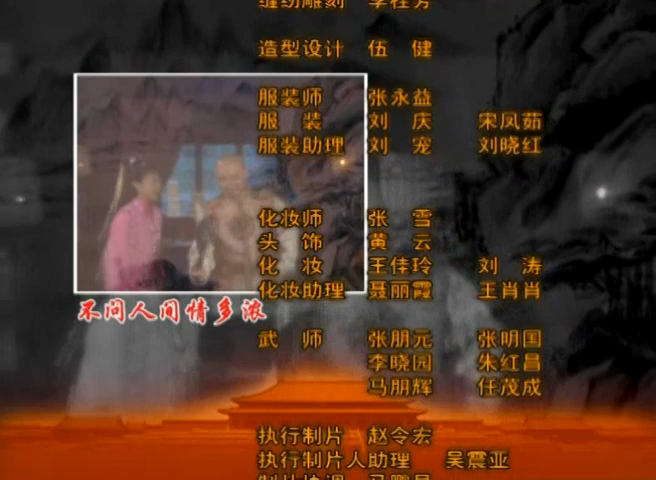 造型设计 伍 健
服装师 张永益
服 装 刘 庆 宋凤茹
服装助理 刘 宠 刘晓红
化妆师 张 雪
头 饰 黄 云
化 妆 王佳玲 刘 涛
化妆助理 聂丽霞 王肖肖
不问人间情多浓
武 师 张朋元 张明国
李晓园 朱红昌
马朋辉 任茂成
执行制片 赵令宏
执行制片人助理 吴震亚